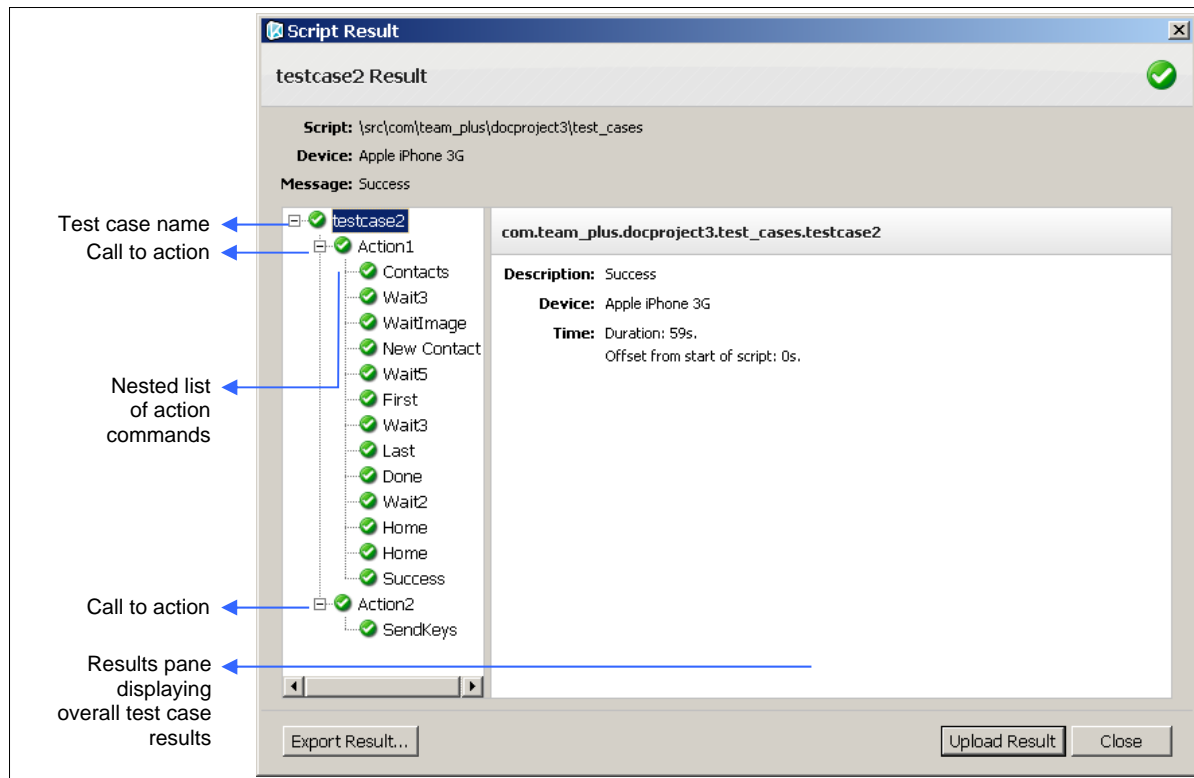 Script Result
testcase2 Result
Script: \src\com\team_plus\docproject3\test_cases
Device: Apple iPhone 3G
Message: Success
Test case name
Call to action
Nested list
of action
commands
Call to action
Results pane
displaying
overall test case
results
testcase2
Action1
Contacts
Wait3
WaitImage
New Contact
Wait5
First
Wait3
Last
Done
Wait2
Home
Home
Success
Action2
SendKeys
com.team_plus.docproject3.test_cases.testcase2
Description: Success
Device: Apple iPhone 3G
Time: Duration: 59s.
Offset from start of script: 0s.
Export Result...
Upload Result
Close